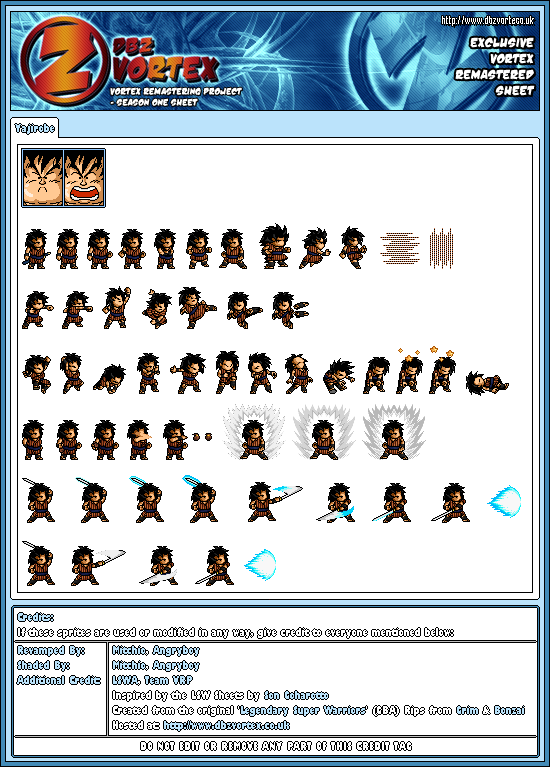 http://www.dbzvortex.co.uk
DBZ
VORTEX
VORTEX REMASTERING PROJECT
- SEASON ONE SHEET
EXCLUSIVE
VORTEX
REMASTERED
SHEET
Yajirobe
Credits:
If these sprites are used or modified in any way, give credit to everyone mentioned below:
Revamped By: Mitchio, Angryboy
Shaded By: Mitchio, Angryboy
Additional Credit: LSWA, Team VRP
Inspired by the LSW Sheets by Son Goharotto
Created from the original 'Legendary Super Warriors' (GBA) Rips from Grim & Bonzai
Hosted at: http://www.dbzvortex.co.uk
DO NOT EDIT OR REMOVE ANY PART OF THIS CREDIT TAG